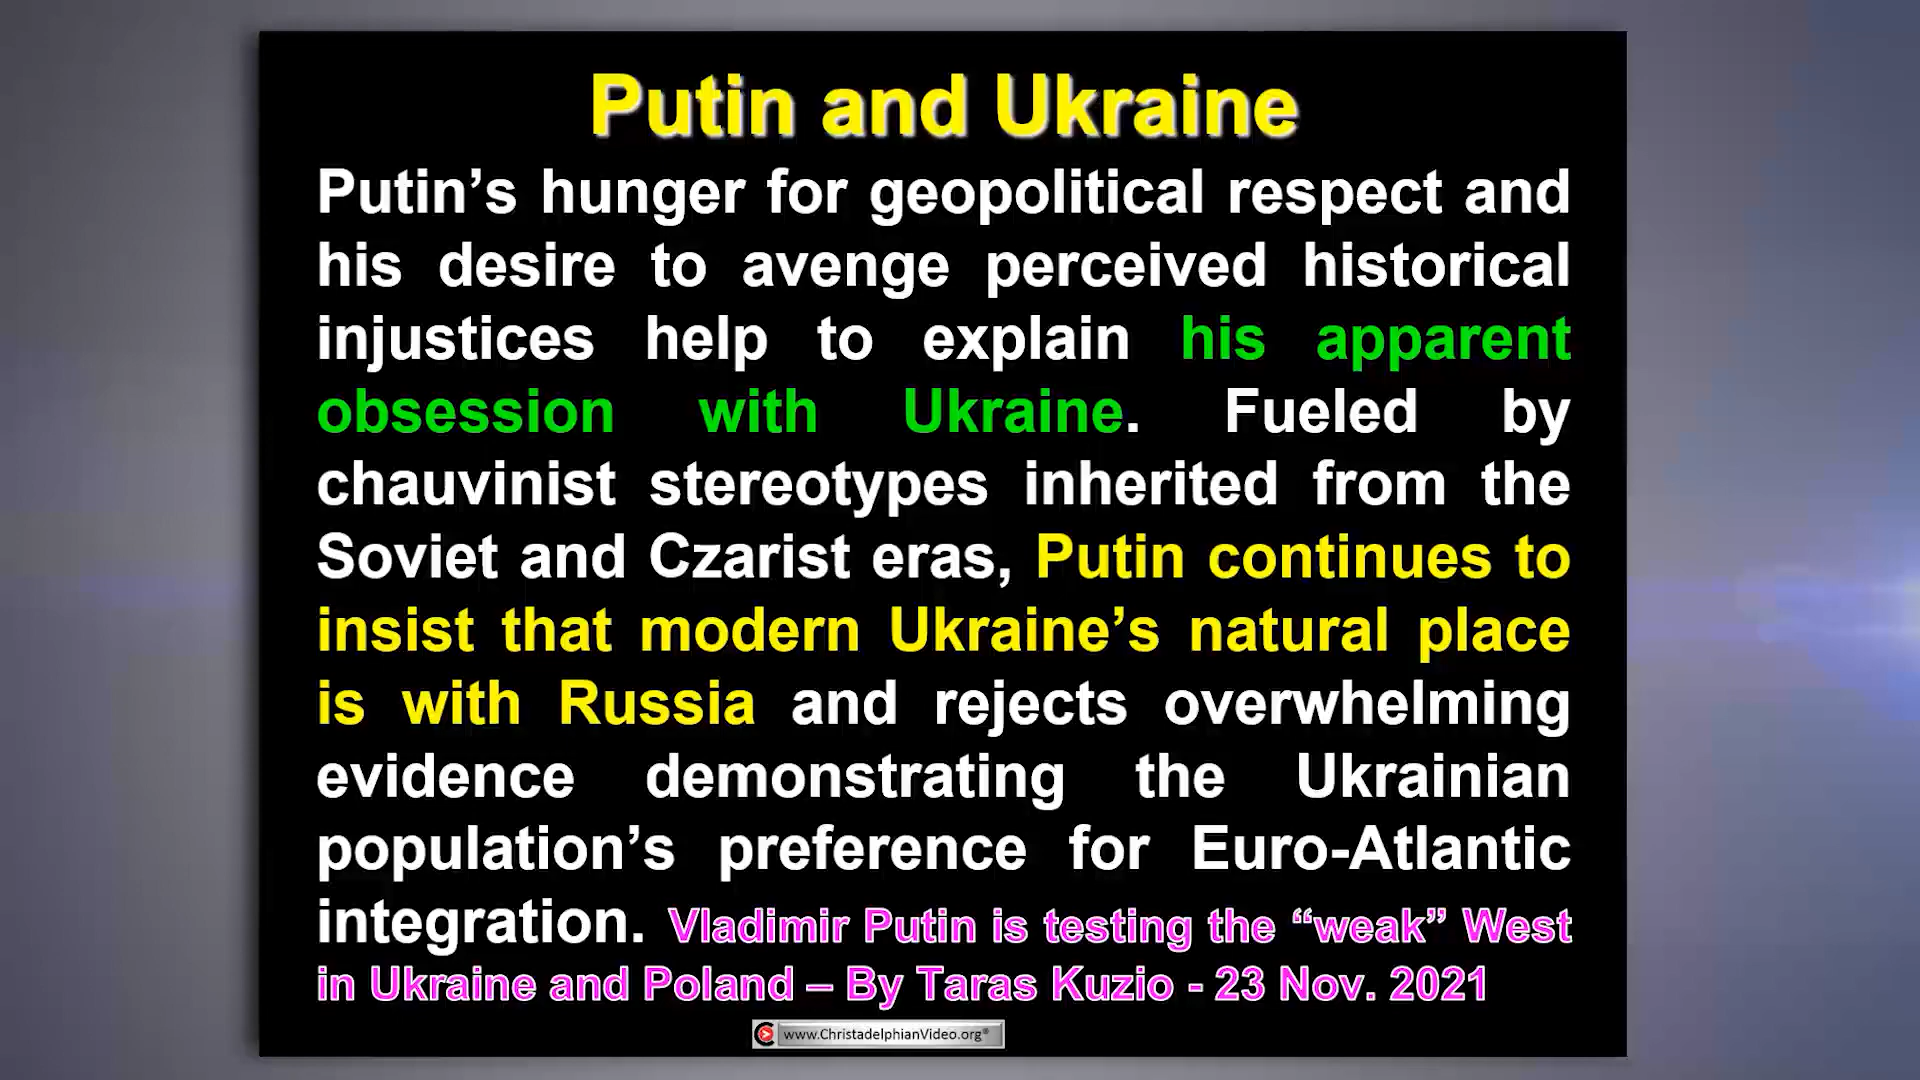 Putin and Ukraine
Putin’s hunger for geopolitical respect and
his desire to avenge perceived historical
injustices help to explain his apparent
obsession with Ukraine. Fueled by
chauvinist stereotypes inherited from the
Soviet and Czarist eras, Putin continues to
insist that modern Ukraine’s natural place
is with Russia and rejects overwhelming
evidence demonstrating the Ukrainian
population’s preference for Euro-Atlantic
integration. Vladimir Putin is testing the “weak” West
in Ukraine and Poland – By Taras Kuzio - 23 Nov. 2021
www.ChristadelphianVideo.org®